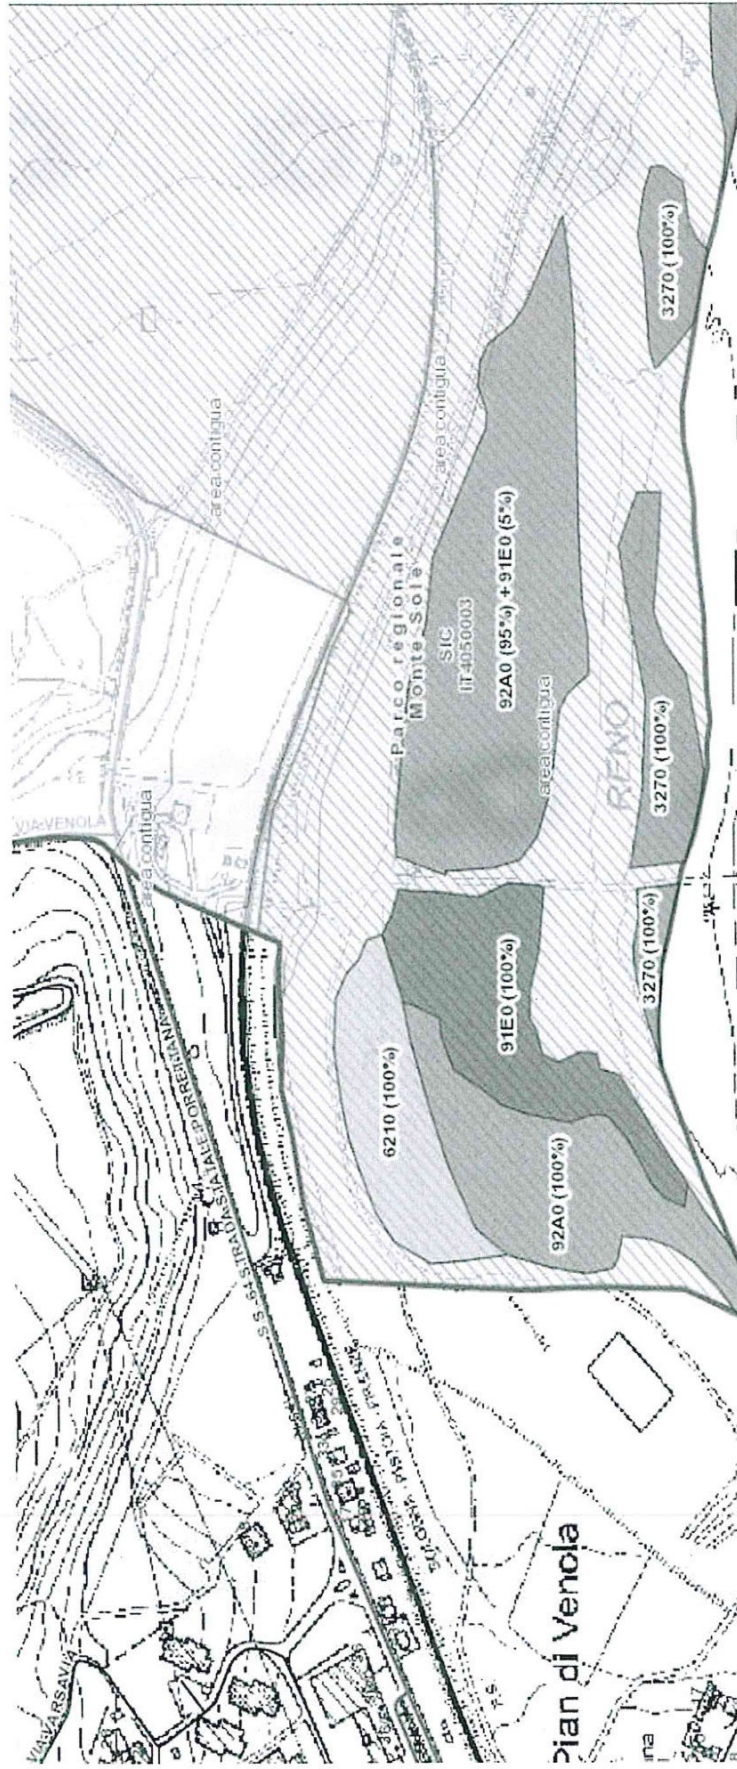 VIA VARSAVIA
Pian di Venola
BOLOGNA PISTOIA FIRENZE
S.S. 64 STRADA STATALE PORRETTANA
VIA VENOLA
area contigua
area contigua
area contigua
Parco regionale
Monte Sole
SIC
IT4050003
92A0 (95%) + 91E0 (5%)
area contigua
6210 (100%)
92A0 (100%)
91E0 (100%)
RENO
3270 (100%)
3270 (100%)
3270 (100%)